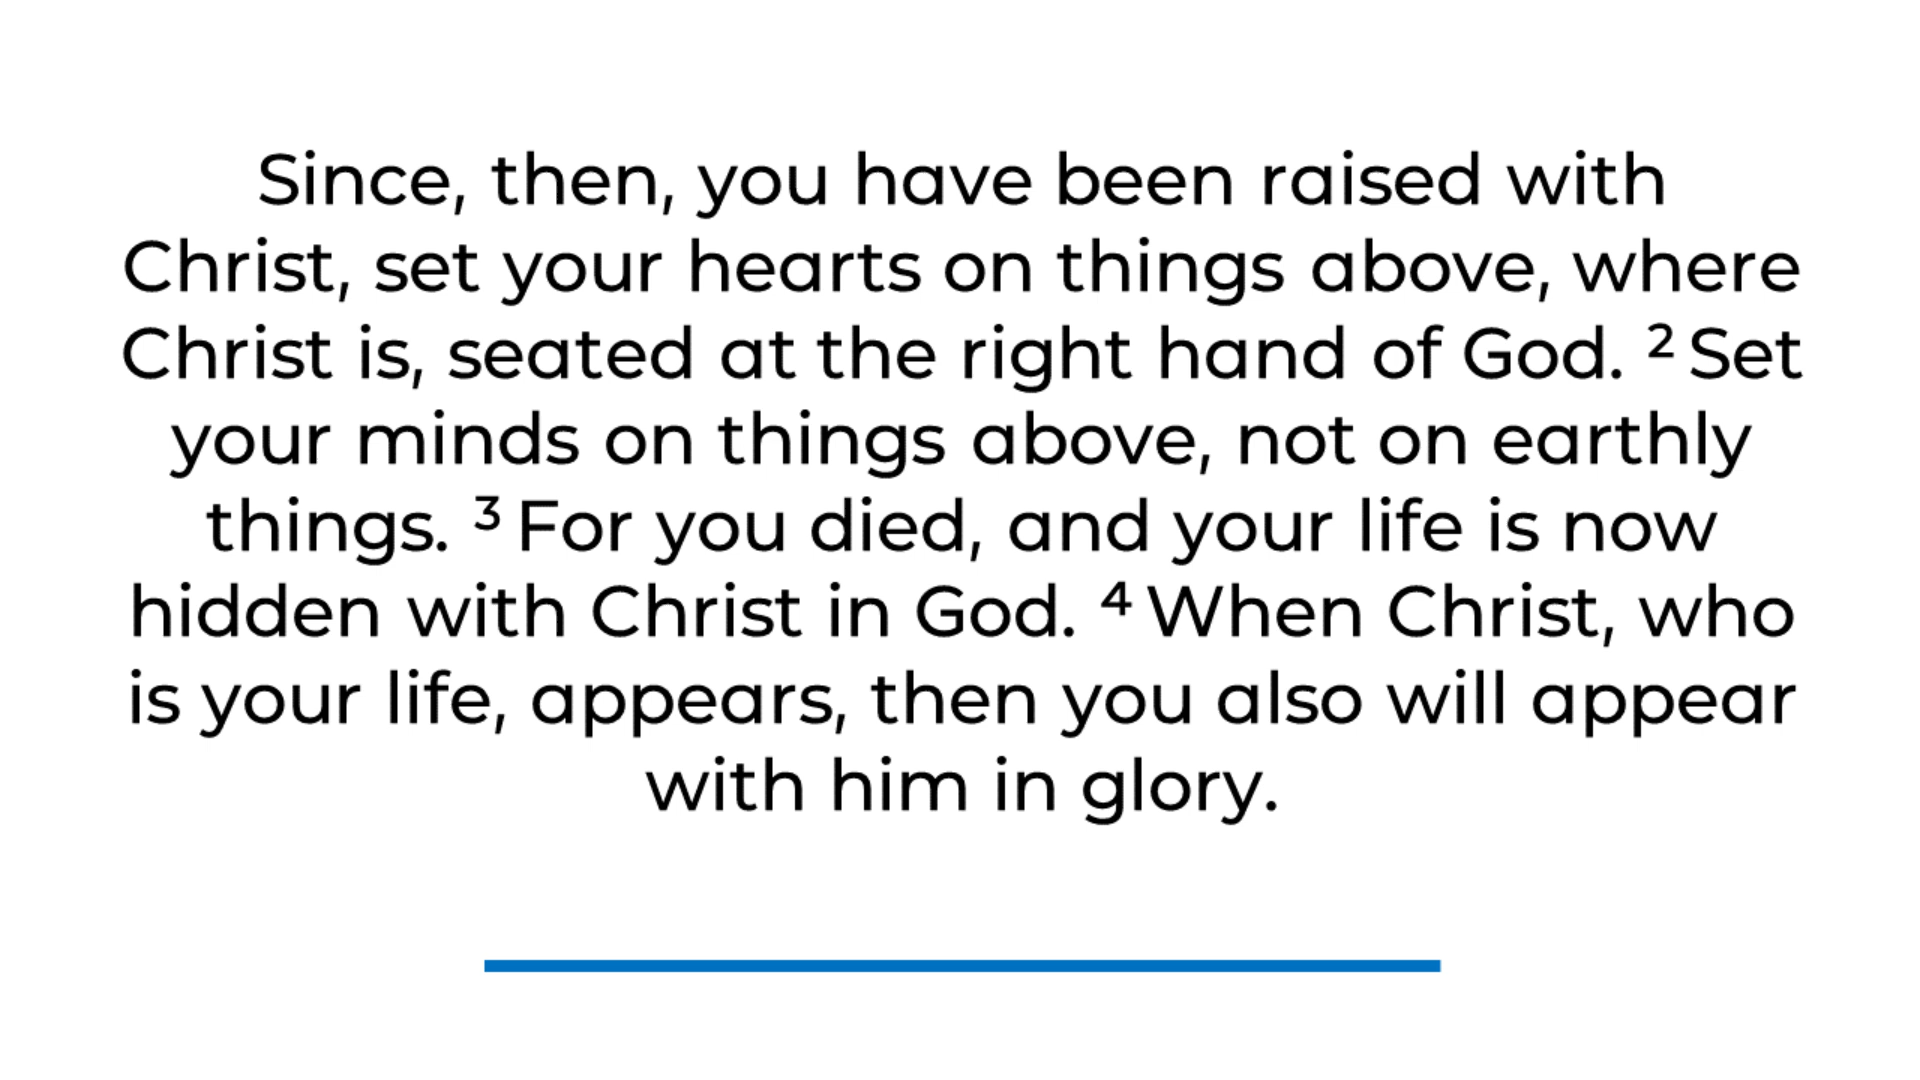 Since, then, you have been raised with
Christ, set your hearts on things above, where
Christ is, seated at the right hand of God. ² Set
your minds on things above, not on earthly
things. ³ For you died, and your life is now
hidden with Christ in God. ⁴ When Christ, who
is your life, appears, then you also will appear
with him in glory.